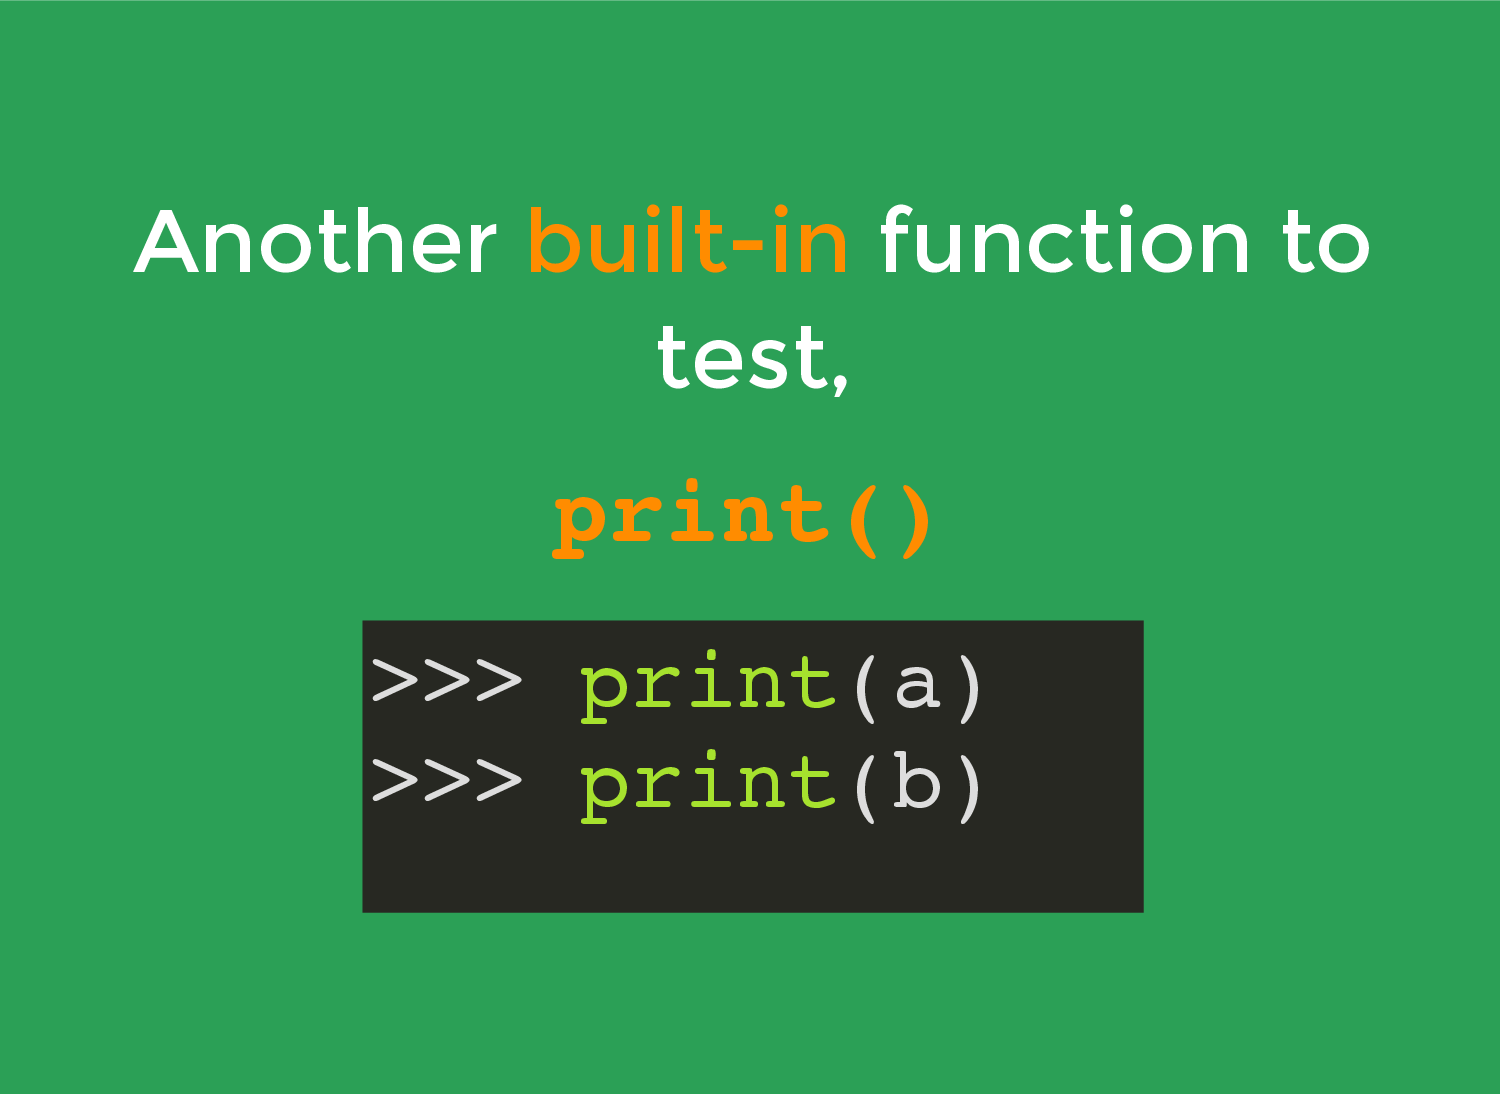 Another built-in function to
test,
print()
>>> print(a)
>>> print(b)